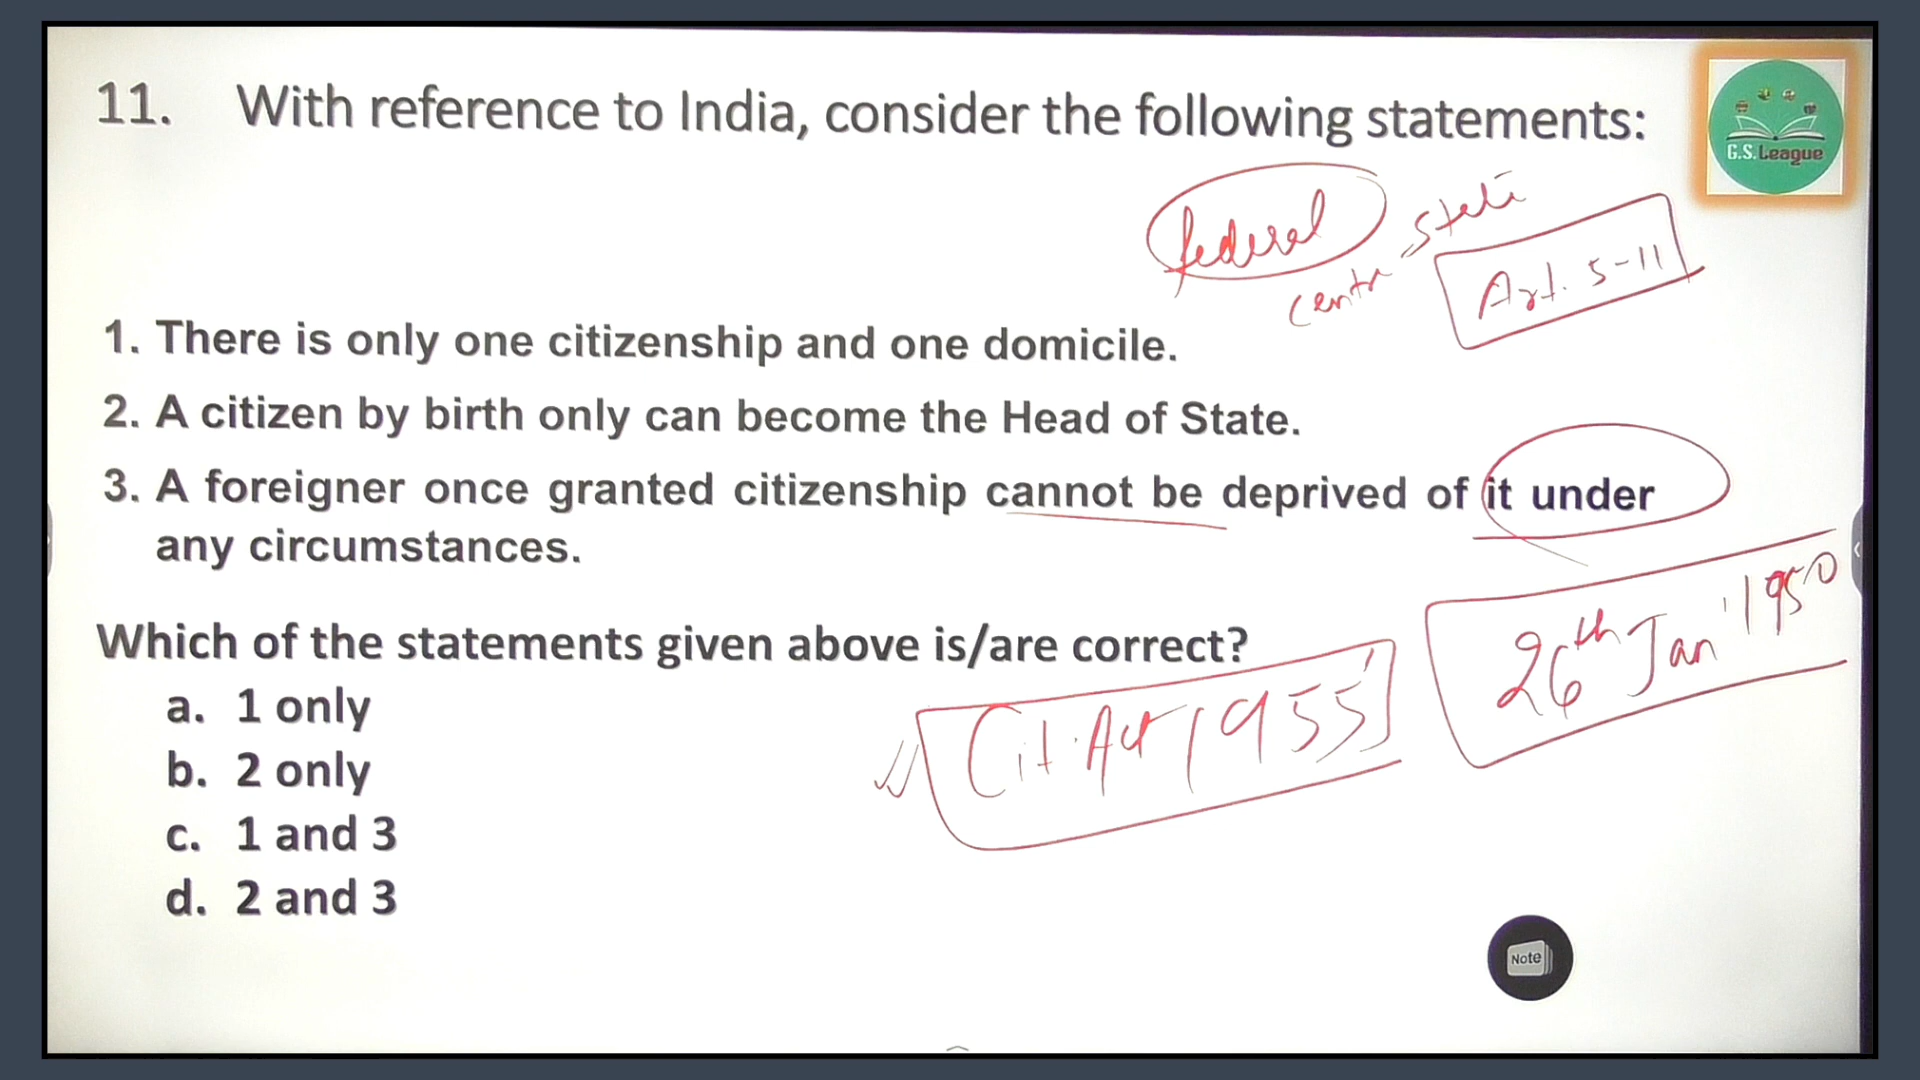 11. With reference to India, consider the following statements:
G.S.League
federal
centr state
Art. 5-11
1. There is only one citizenship and one domicile.
2. A citizen by birth only can become the Head of State.
3. A foreigner once granted citizenship cannot be deprived of it under
any circumstances.
26th Jan' 1950
Which of the statements given above is/are correct?
Cit. Act 1955
a. 1 only
b. 2 only
c. 1 and 3
d. 2 and 3
Note